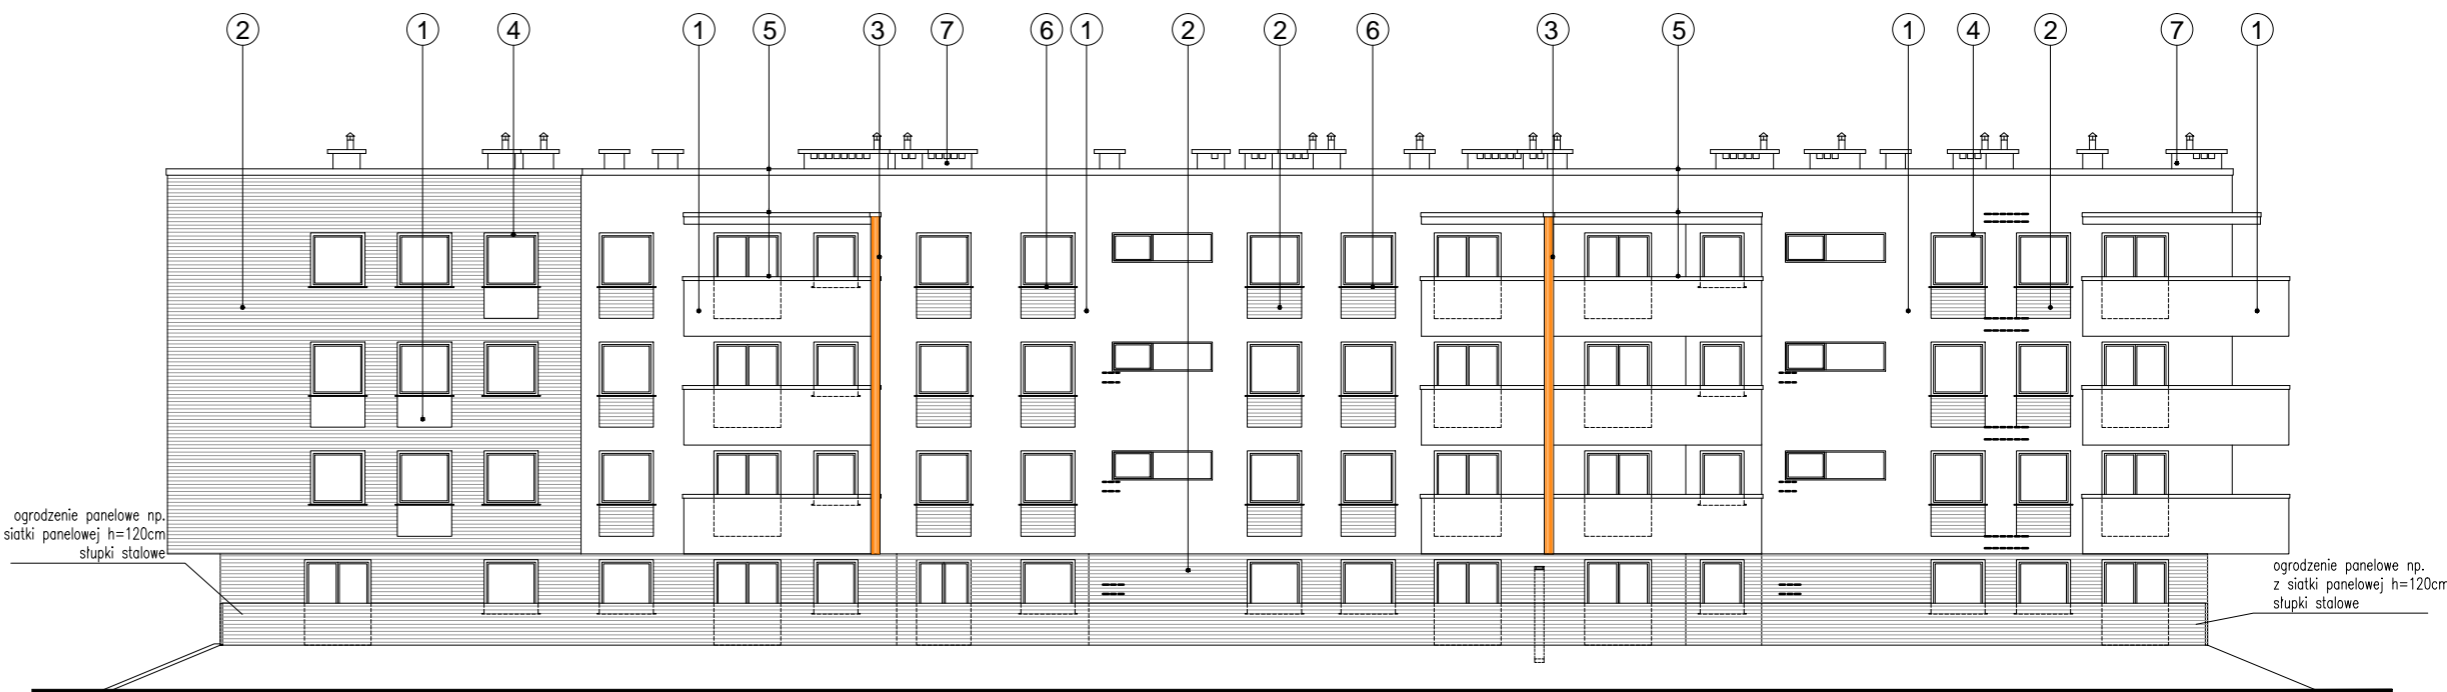 2 1 4 1 5 3 7 6 1 2 2 6 3 5 1 4 2 7 1
ogrodzenie panelowe np.
siatki panelowej h=120cm
słupki stalowe
ogrodzenie panelowe np.
z siatki panelowej h=120cm
słupki stalowe